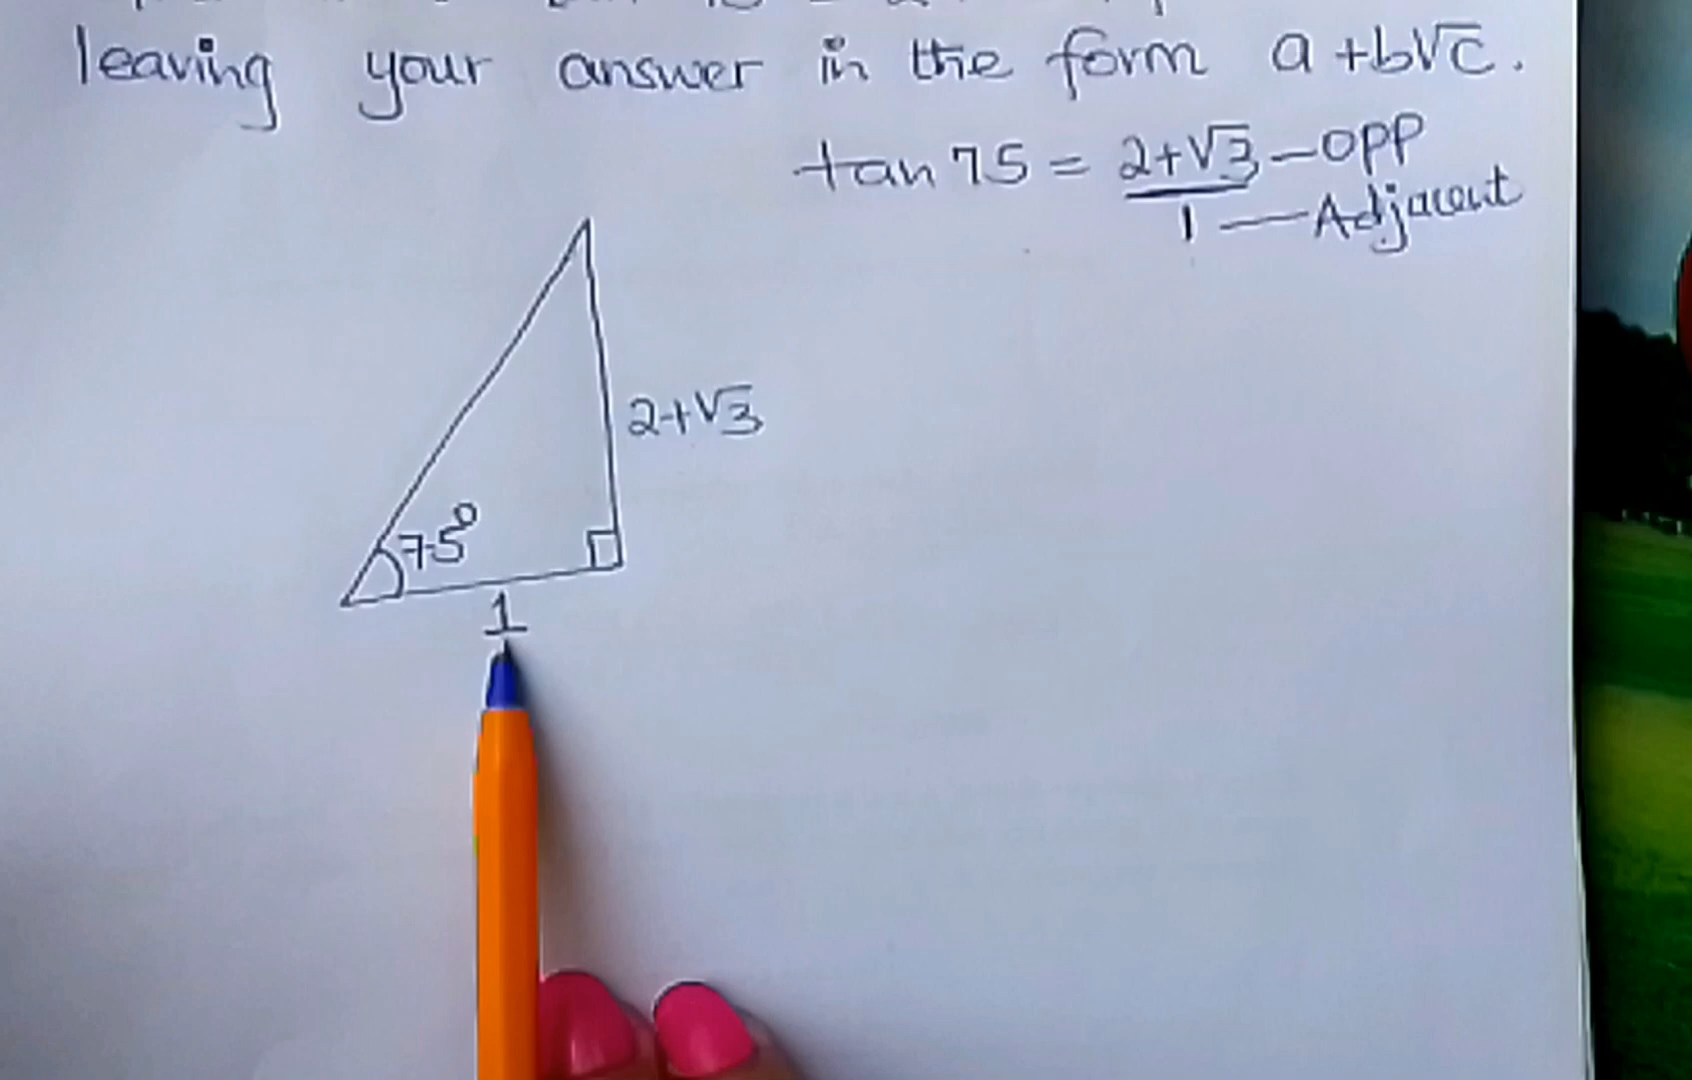 leaving your answer in the form a+b√c.
tan 75 = 2+√3 — opp
1 — Adjacent
2+√3
75°
1